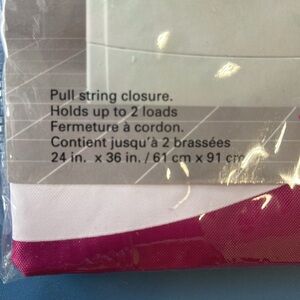 Pull string closure.
Holds up to 2 loads
Fermeture à cordon.
Contient jusqu'à 2 brassées
24 in. x 36 in. / 61 cm x 91 cm